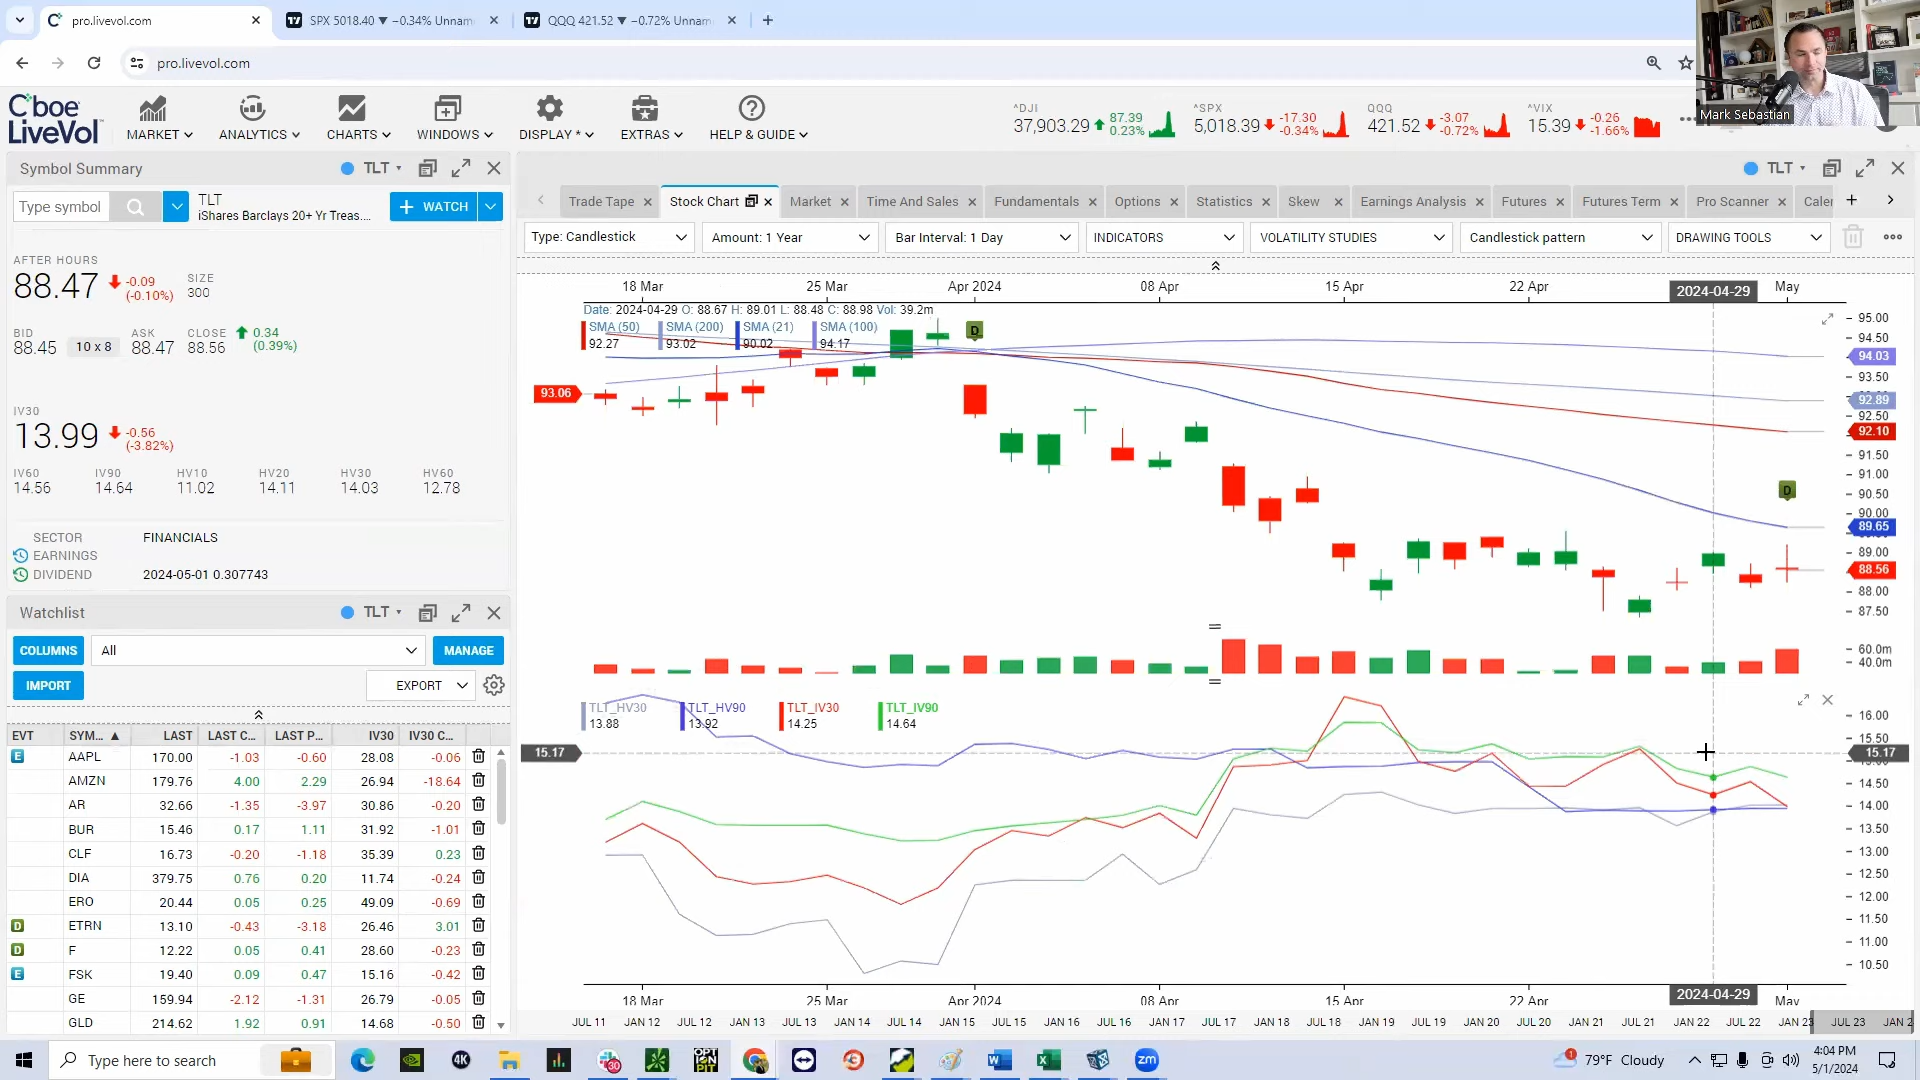 pro.livevol.com
SPX 5018.40 ▼ −0.34% Unnam
QQQ 421.52 ▼ −0.72% Unnam
pro.livevol.com
Cboe LiveVol
MARKET
ANALYTICS
CHARTS
WINDOWS
DISPLAY *
EXTRAS
HELP & GUIDE
^DJI
37,903.29 87.39 0.23%
^SPX
5,018.39 -17.30 -0.34%
QQQ
421.52 -3.07 -0.72%
^VIX
15.39 -0.26 -1.66%
Mark Sebastian
Symbol Summary
TLT
Type symbol
TLT
iShares Barclays 20+ Yr Treas....
+ WATCH
AFTER HOURS
88.47 -0.09 (-0.10%)
SIZE
300
BID
88.45
10 x 8
ASK
88.47
CLOSE
88.56
0.34
(0.39%)
IV30
13.99 -0.56 (-3.82%)
IV60 IV90 HV10 HV20 HV30 HV60
14.56 14.64 11.02 14.11 14.03 12.78
SECTOR FINANCIALS
EARNINGS
DIVIDEND 2024-05-01 0.307743
Watchlist
TLT
COLUMNS
All
MANAGE
IMPORT
EXPORT
EVT SYM... ▲ LAST LAST C... LAST P... IV30 IV30 C...
E AAPL 170.00 -1.03 -0.60 28.08 -0.06
AMZN 179.76 4.00 2.29 26.94 -18.64
AR 32.66 -1.35 -3.97 30.86 -0.20
BUR 15.46 0.17 1.11 31.92 -1.01
CLF 16.73 -0.20 -1.18 35.39 0.23
DIA 379.75 0.76 0.20 11.74 -0.24
ERO 20.44 0.05 0.25 49.09 -0.69
D ETRN 13.10 -0.43 -3.18 26.46 3.01
D F 12.22 0.05 0.41 28.60 -0.23
E FSK 19.40 0.09 0.47 15.16 -0.42
GE 159.94 -2.12 -1.31 26.79 -0.05
GLD 214.62 1.92 0.91 14.68 -0.50
TLT
Trade Tape
Stock Chart
Market
Time And Sales
Fundamentals
Options
Statistics
Skew
Earnings Analysis
Futures
Futures Term
Pro Scanner
Caler
Type: Candlestick
Amount: 1 Year
Bar Interval: 1 Day
INDICATORS
VOLATILITY STUDIES
Candlestick pattern
DRAWING TOOLS
18 Mar 25 Mar Apr 2024 08 Apr 15 Apr 22 Apr 2024-04-29 May
Date: 2024-04-29 O: 88.67 H: 89.01 L: 88.48 C: 88.98 Vol: 39.2m
SMA (50) SMA (200) SMA (21) SMA (100)
92.27 93.02 90.02 94.17
D
95.00
94.50
94.03
93.50
93.06
92.89
92.50
92.10
91.50
91.00
90.50
D
90.00
89.65
89.00
88.56
88.00
87.50
60.0m
40.0m
TLT_HV30 TLT_HV90 TLT_IV30 TLT_IV90
13.88 13.92 14.25 14.64
16.00
15.50
15.17
15.17
14.50
14.00
13.50
13.00
12.50
12.00
11.50
11.00
10.50
18 Mar 25 Mar Apr 2024 08 Apr 15 Apr 22 Apr 2024-04-29 May
JUL 11 JAN 12 JUL 12 JAN 13 JUL 13 JAN 14 JUL 14 JAN 15 JUL 15 JAN 16 JUL 16 JAN 17 JUL 17 JAN 18 JUL 18 JAN 19 JUL 19 JAN 20 JUL 20 JAN 21 JUL 21 JAN 22 JUL 22 JAN 23 JUL 23 JAN 2
Type here to search
4K
30
OPTION PIT
zm
1
79°F Cloudy
4:04 PM
5/1/2024